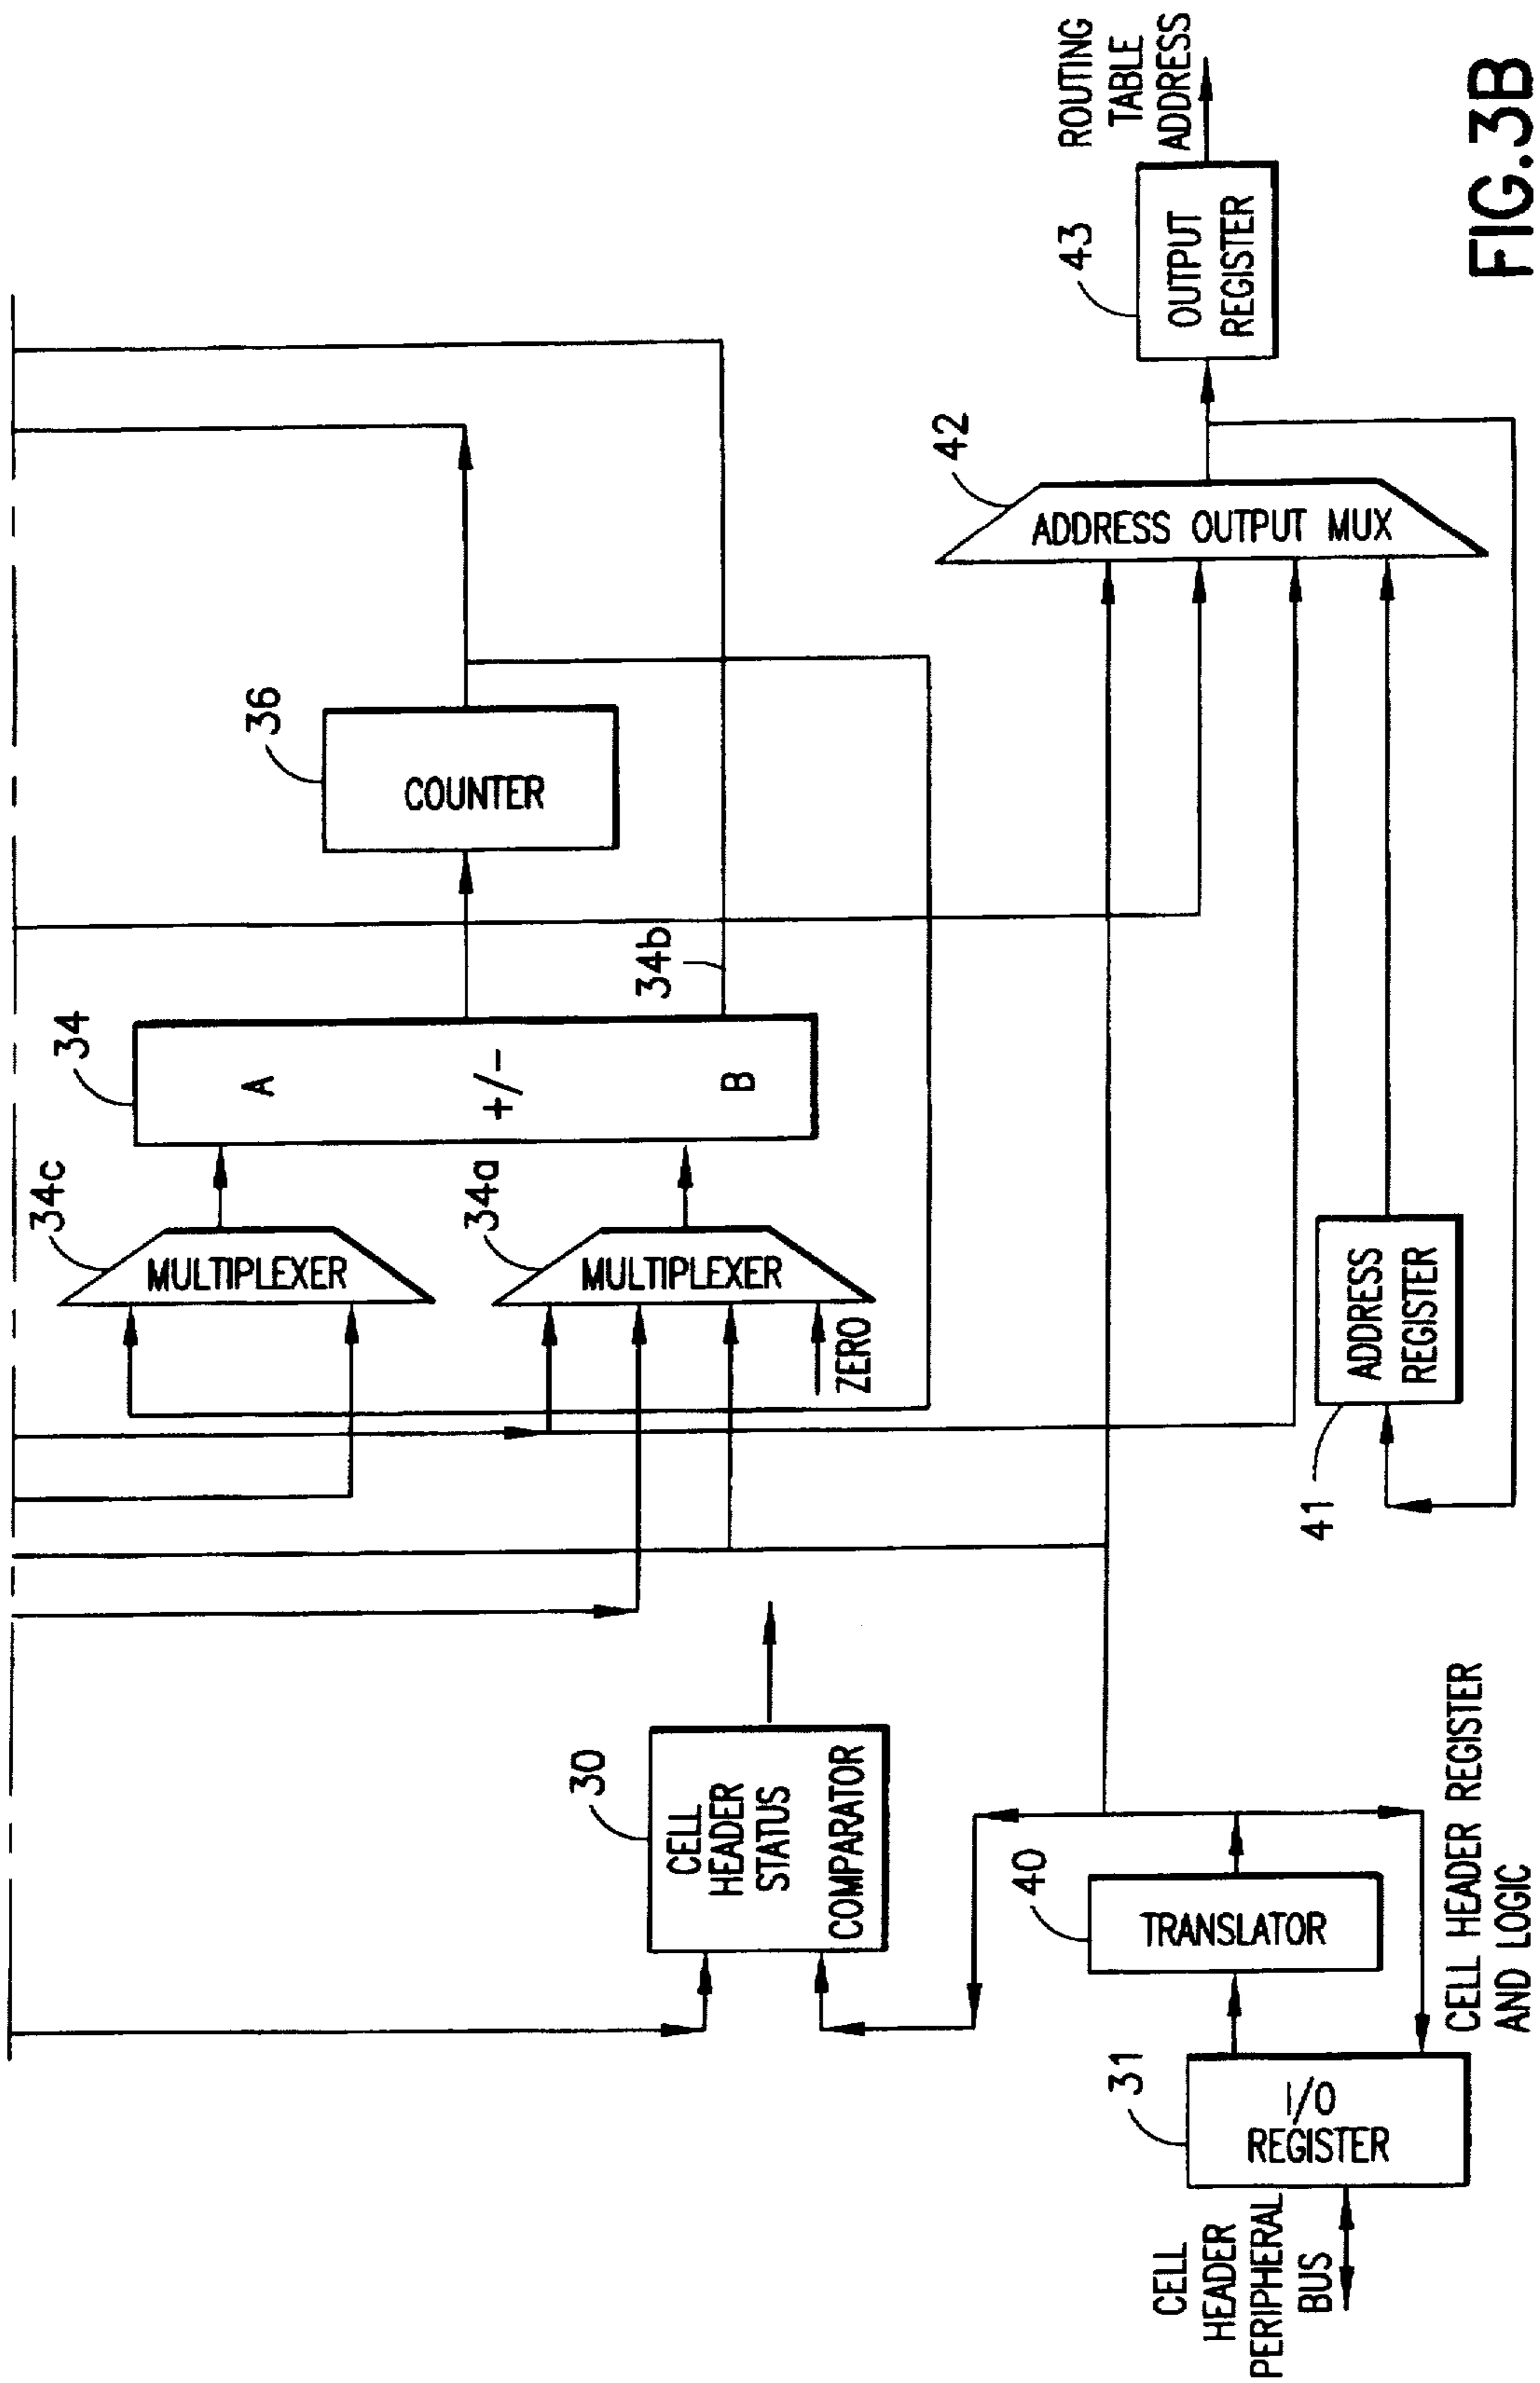 34c
MULTIPLEXER
34
A
+/-
B
34a
MULTIPLEXER
ZERO
34b
36
COUNTER
30
CELL
HEADER
STATUS
COMPARATOR
42
ADDRESS OUTPUT MUX
43
OUTPUT
REGISTER
ROUTING
TABLE
ADDRESS
40
TRANSLATOR
41
ADDRESS
REGISTER
31
I/O
REGISTER
CELL
HEADER
PERIPHERAL
BUS
CELL HEADER REGISTER
AND LOGIC
FIG.3B